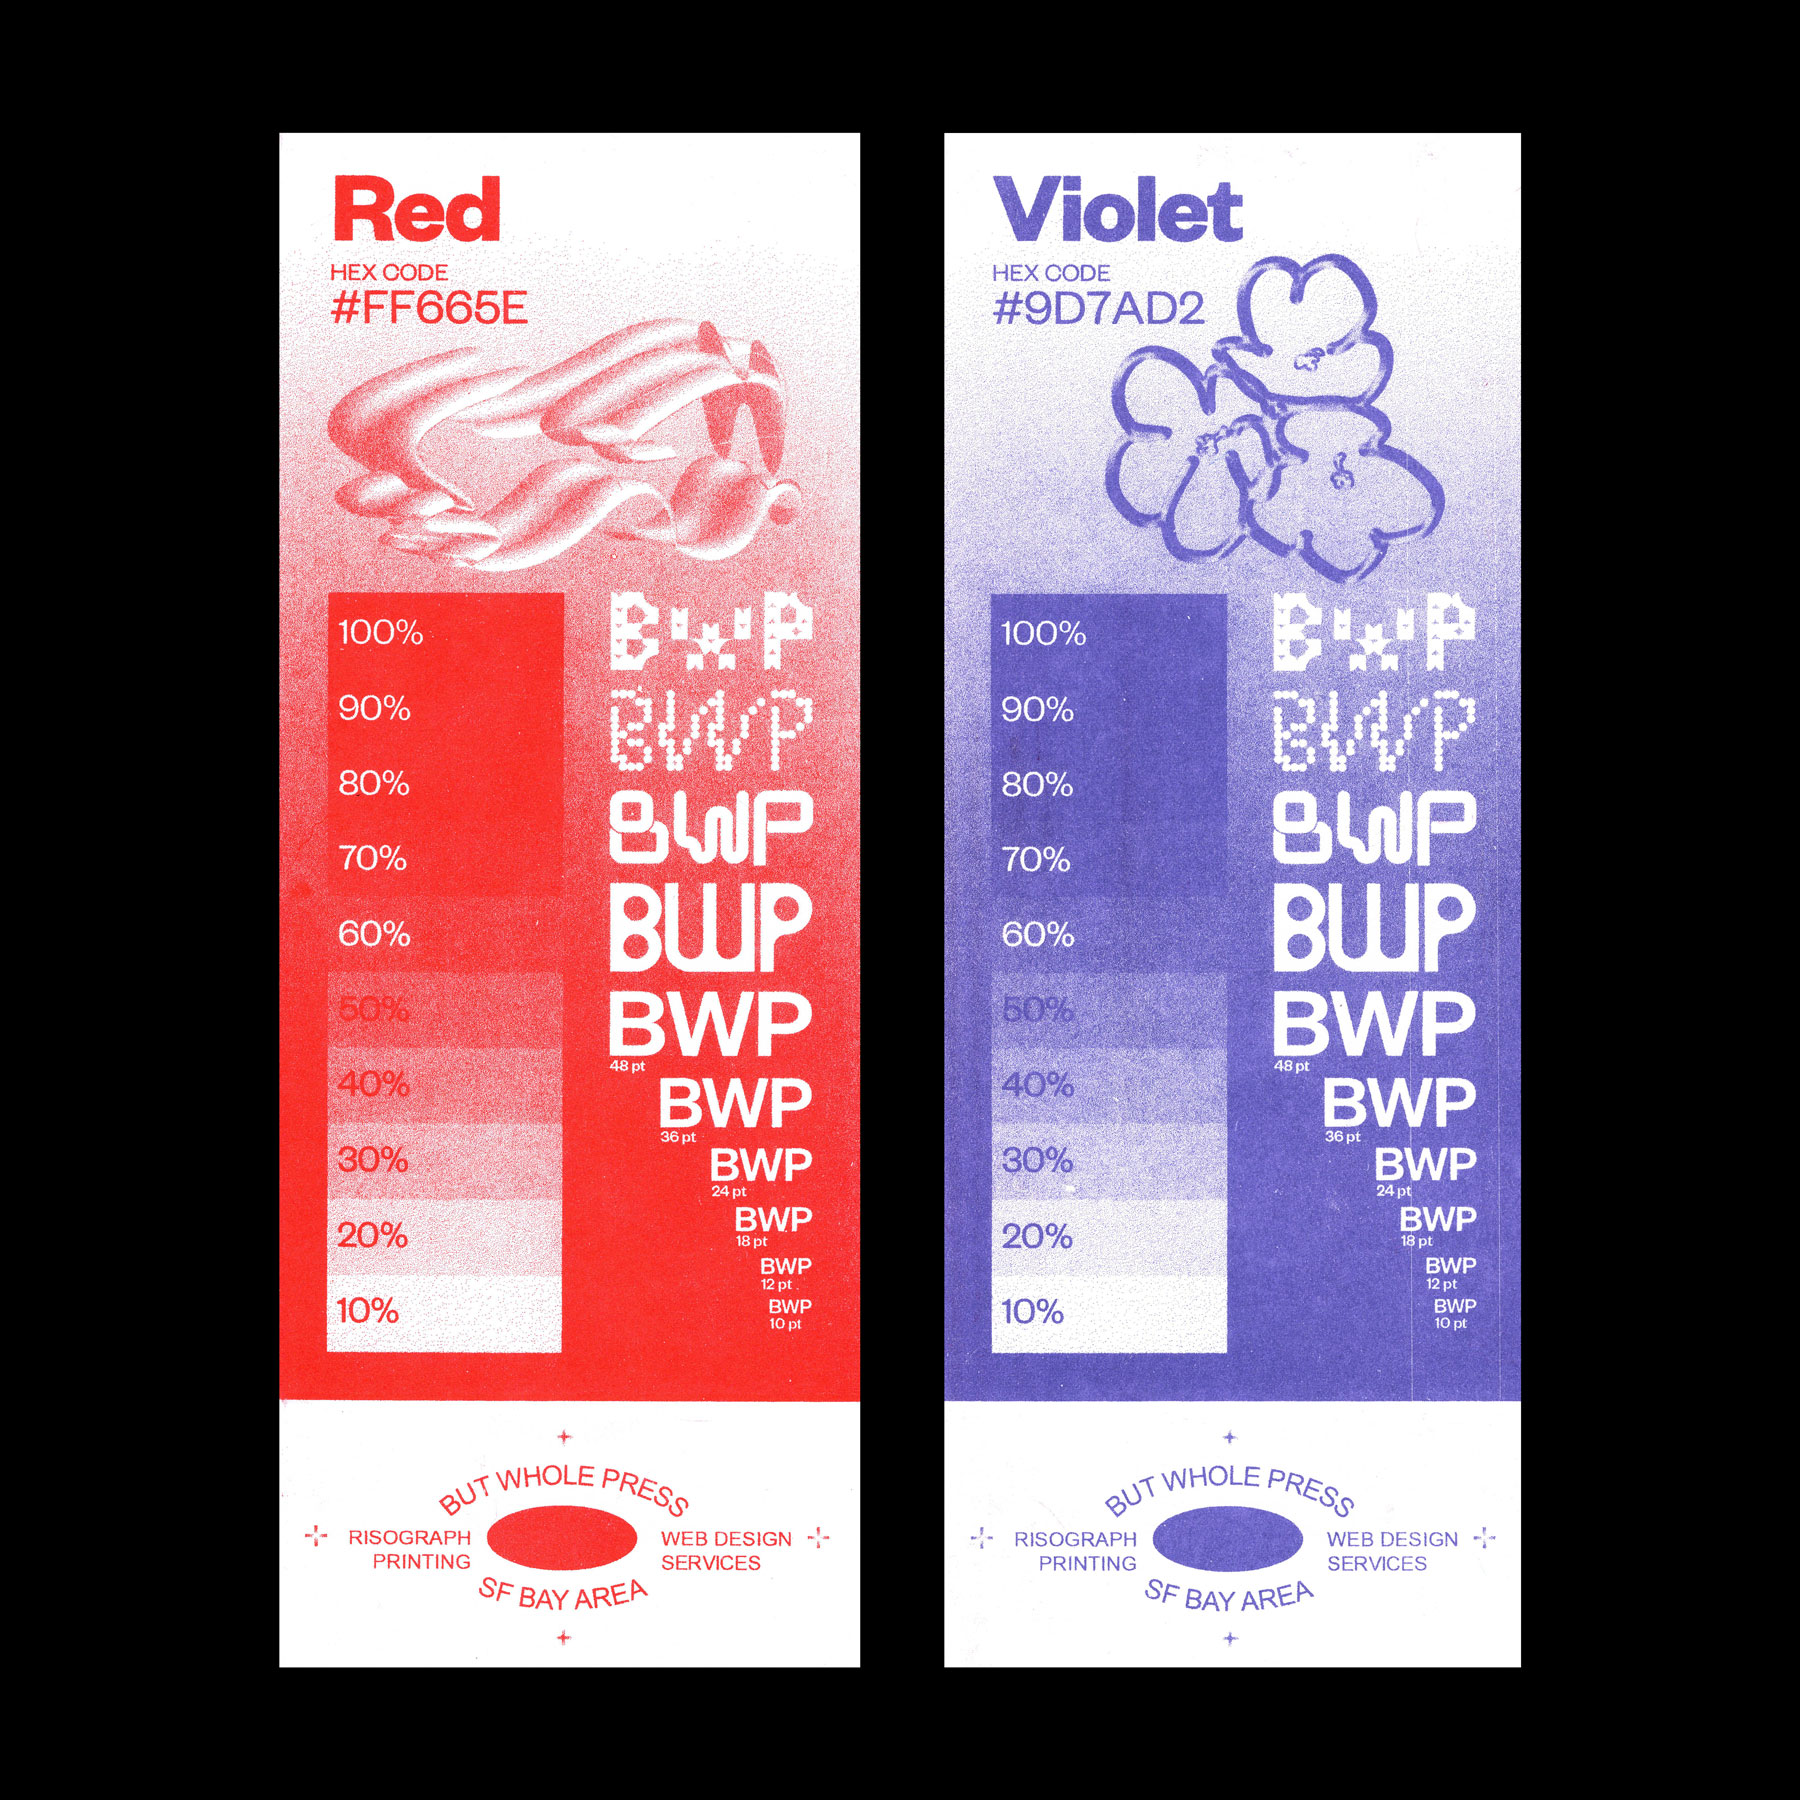 Red
HEX CODE
#FF665E
100%
90%
80%
70%
60%
50%
40%
30%
20%
10%
BWP
BWP
BWP
BWP
BWP
48 pt
BWP
36 pt
BWP
24 pt
BWP
18 pt
BWP
12 pt
BWP
10 pt
BUT WHOLE PRESS
RISOGRAPH
PRINTING
WEB DESIGN
SERVICES
SF BAY AREA
Violet
HEX CODE
#9D7AD2
100%
90%
80%
70%
60%
50%
40%
30%
20%
10%
BWP
BWP
BWP
BWP
BWP
48 pt
BWP
36 pt
BWP
24 pt
BWP
18 pt
BWP
12 pt
BWP
10 pt
BUT WHOLE PRESS
RISOGRAPH
PRINTING
WEB DESIGN
SERVICES
SF BAY AREA